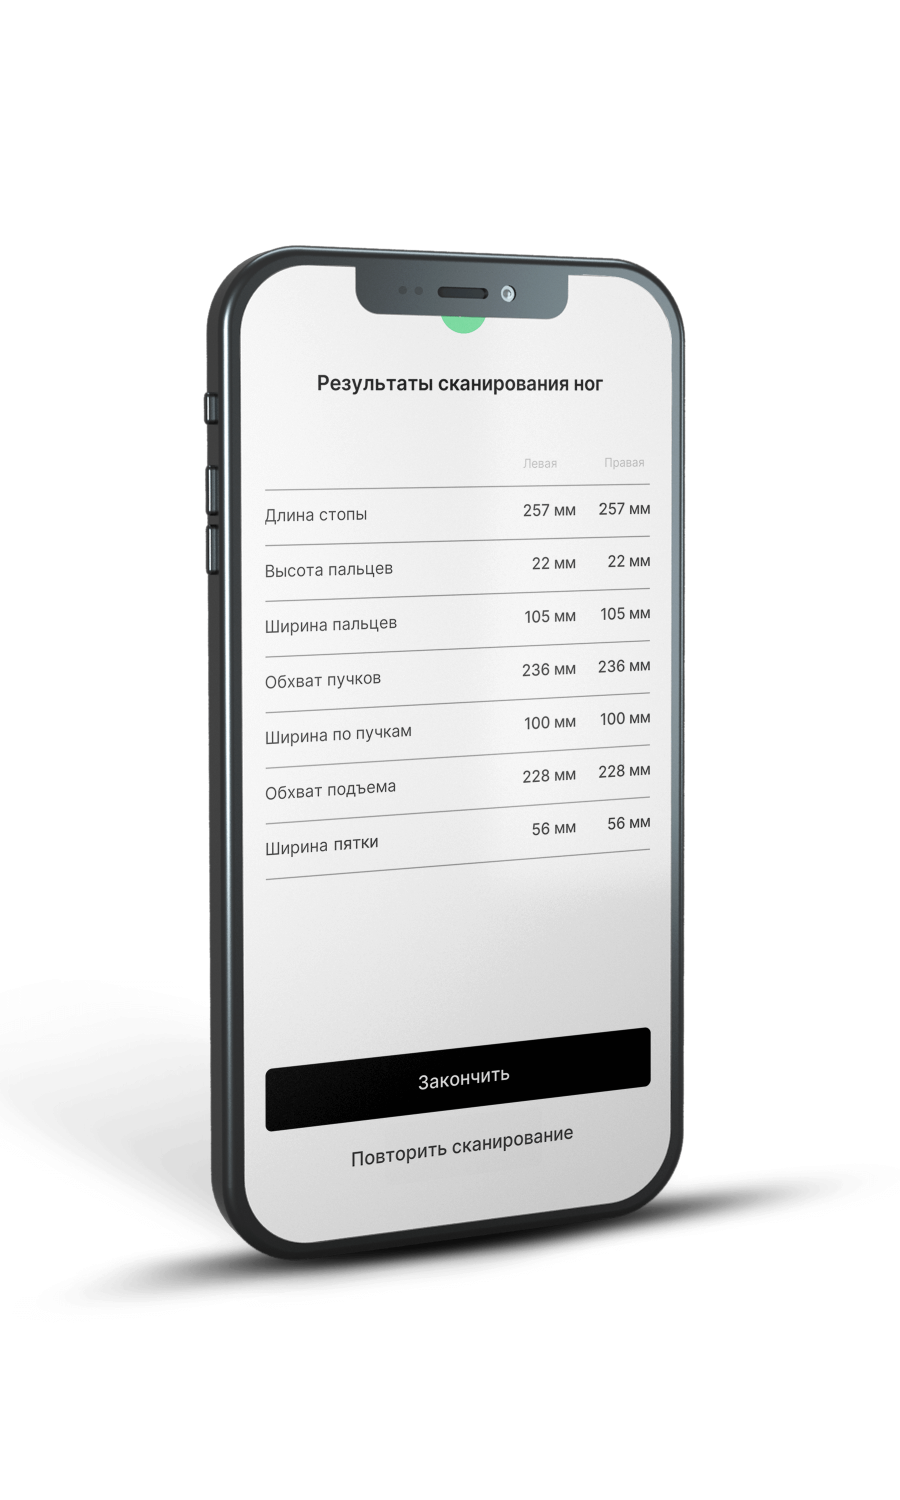 Результаты сканирования ног
Левая Правая
Длина стопы 257 мм 257 мм
Высота пальцев 22 мм 22 мм
Ширина пальцев 105 мм 105 мм
Обхват пучков 236 мм 236 мм
Ширина по пучкам 100 мм 100 мм
Обхват подъема 228 мм 228 мм
Ширина пятки 56 мм 56 мм
Закончить
Повторить сканирование